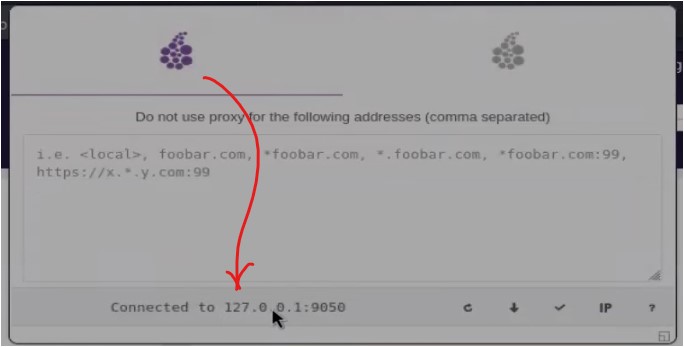 Do not use proxy for the following addresses (comma separated)
i.e. <local>, foobar.com, *foobar.com, *.foobar.com, *foobar.com:99,
https://x.*.y.com:99
Connected to 127.0.0.1:9050
IP
?